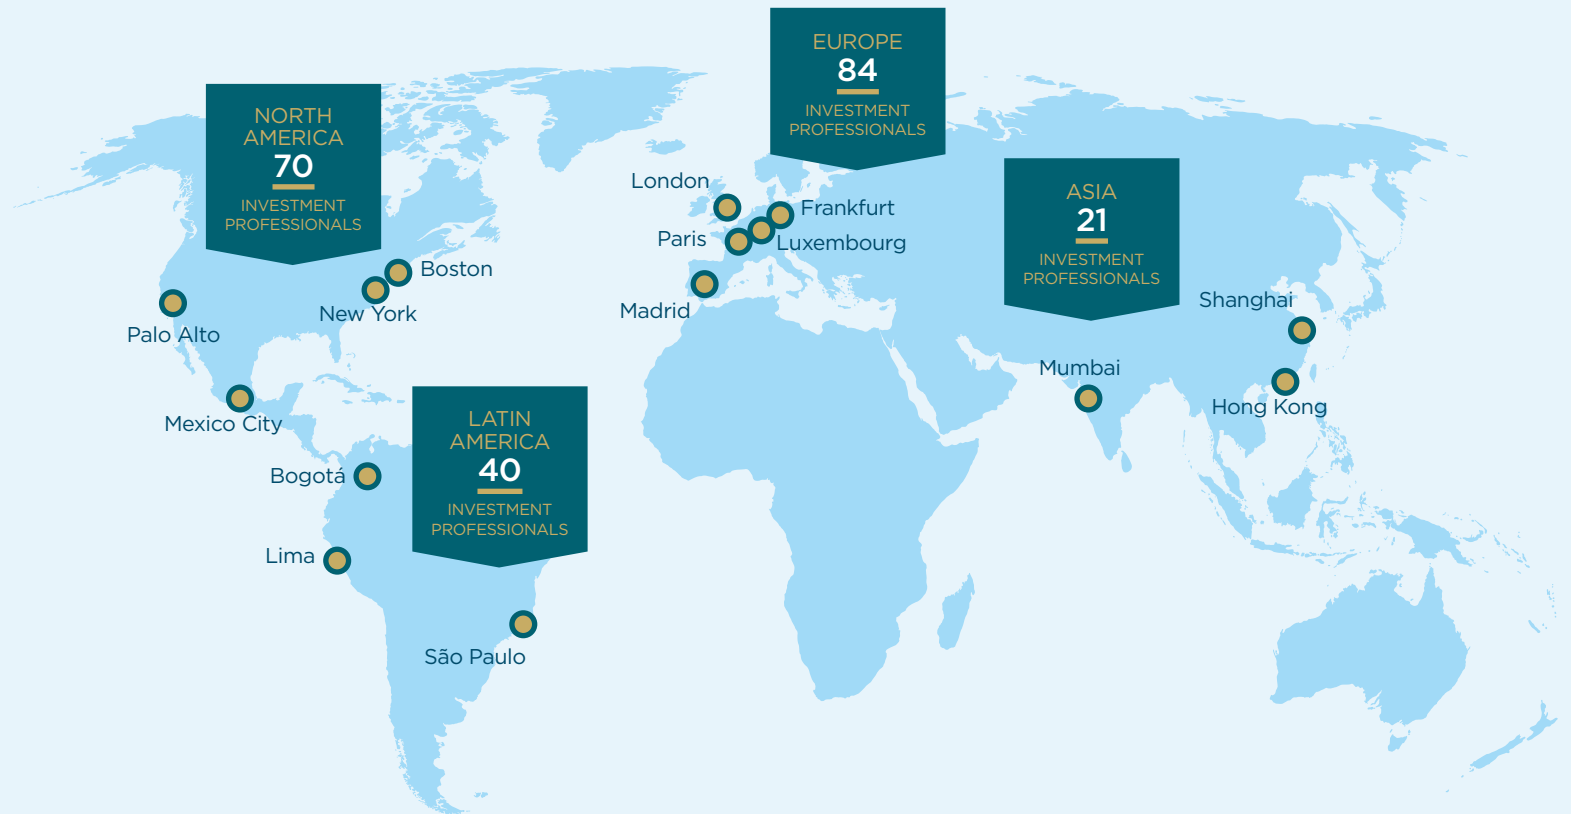 NORTH
AMERICA
70
INVESTMENT
PROFESSIONALS
EUROPE
84
INVESTMENT
PROFESSIONALS
ASIA
21
INVESTMENT
PROFESSIONALS
LATIN
AMERICA
40
INVESTMENT
PROFESSIONALS
Boston
New York
Palo Alto
Mexico City
Bogotá
Lima
São Paulo
London
Frankfurt
Paris
Luxembourg
Madrid
Shanghai
Mumbai
Hong Kong